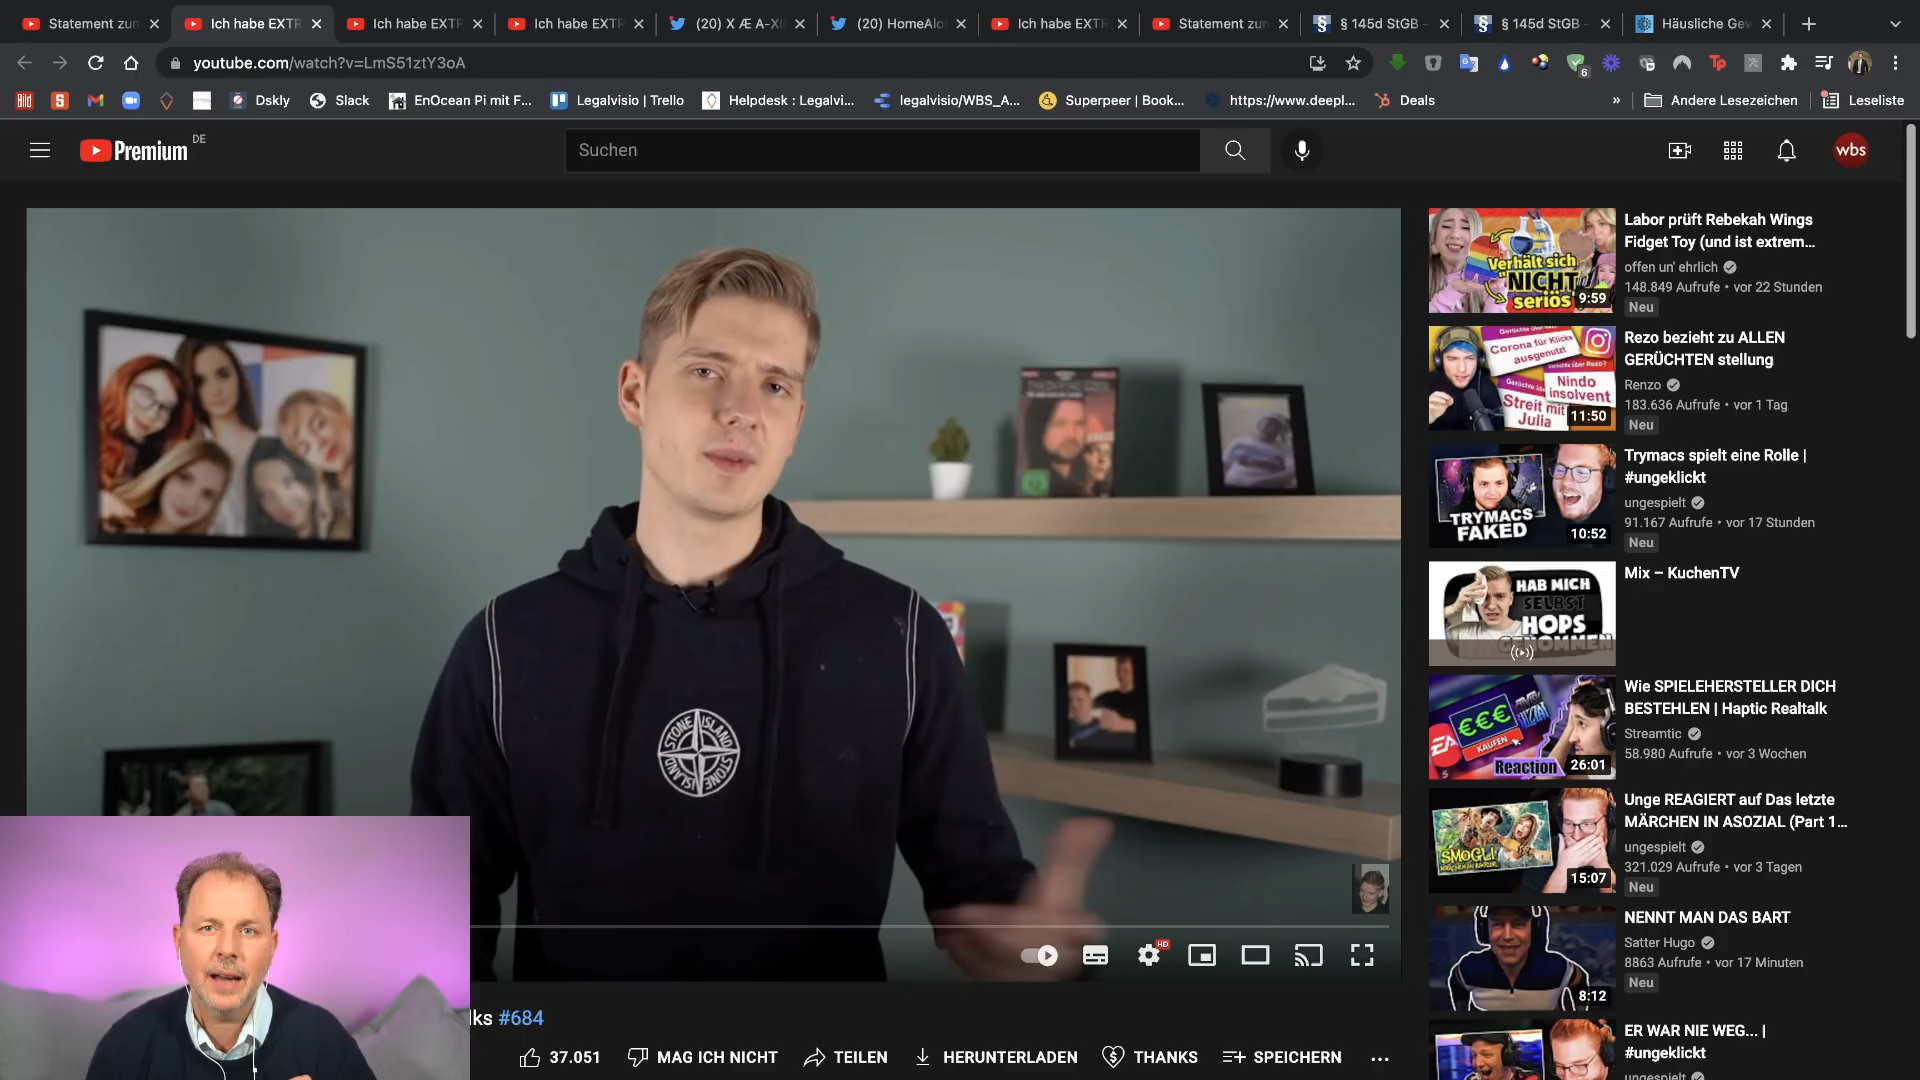 Statement zun
Ich habe EXTR
Ich habe EXTR
Ich habe EXTR
(20) X Æ A-XI
(20) HomeAlo
Ich habe EXTR
Statement zun
§ 145d StGB -
§ 145d StGB -
Häusliche Gew
youtube.com/watch?v=LmS51ztY3oA
Bild
Dskly
Slack
EnOcean Pi mit F...
Legalvisio | Trello
Helpdesk : Legalvi...
legalvisio/WBS_A...
Superpeer | Book...
https://www.deepl...
Deals
»
Andere Lesezeichen
Leseliste
Premium DE
Suchen
wbs
Verhält sich
"NICHT
seriös"
9:59
Labor prüft Rebekah Wings
Fidget Toy (und ist extrem...
offen un' ehrlich
148.849 Aufrufe • vor 22 Stunden
Neu
Corona für Klicks
ausgenutzt
Nindo
insolvent
Streit mit
Julia
11:50
Rezo bezieht zu ALLEN
GERÜCHTEN stellung
Renzo
183.636 Aufrufe • vor 1 Tag
Neu
TRYMACS
FAKED
10:52
Trymacs spielt eine Rolle |
#ungeklickt
ungespielt
91.167 Aufrufe • vor 17 Stunden
Neu
HAB MICH
SELBST
HOPS
GENOMMEN
Mix – KuchenTV
€€€
KAUFEN
EA
Reaction
26:01
Wie SPIELEHERSTELLER DICH
BESTEHLEN | Haptic Realtalk
Streamtic
58.980 Aufrufe • vor 3 Wochen
SMOGLI
15:07
Unge REAGIERT auf Das letzte
MÄRCHEN IN ASOZIAL (Part 1...
ungespielt
321.029 Aufrufe • vor 3 Tagen
Neu
8:12
NENNT MAN DAS BART
Satter Hugo
8863 Aufrufe • vor 17 Minuten
Neu
ER WAR NIE WEG... |
#ungeklickt
ungespielt
STONE ISLAND
STONE ISLAND
HD
lks #684
37.051
MAG ICH NICHT
TEILEN
HERUNTERLADEN
THANKS
SPEICHERN